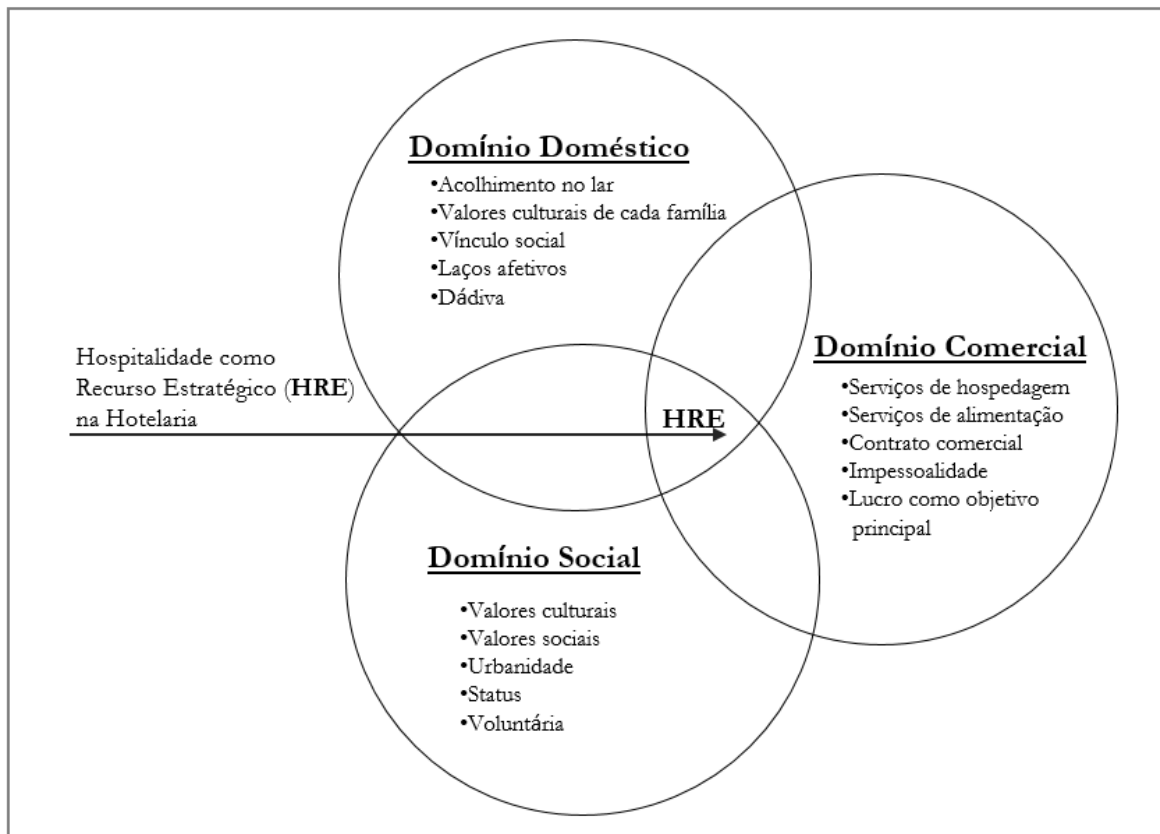 Domínio Doméstico
•Acolhimento no lar
•Valores culturais de cada família
•Vínculo social
•Laços afetivos
•Dádiva
Hospitalidade como
Recurso Estratégico (HRE)
na Hotelaria
HRE
Domínio Comercial
•Serviços de hospedagem
•Serviços de alimentação
•Contrato comercial
•Impessoalidade
•Lucro como objetivo
principal
Domínio Social
•Valores culturais
•Valores sociais
•Urbanidade
•Status
•Voluntária